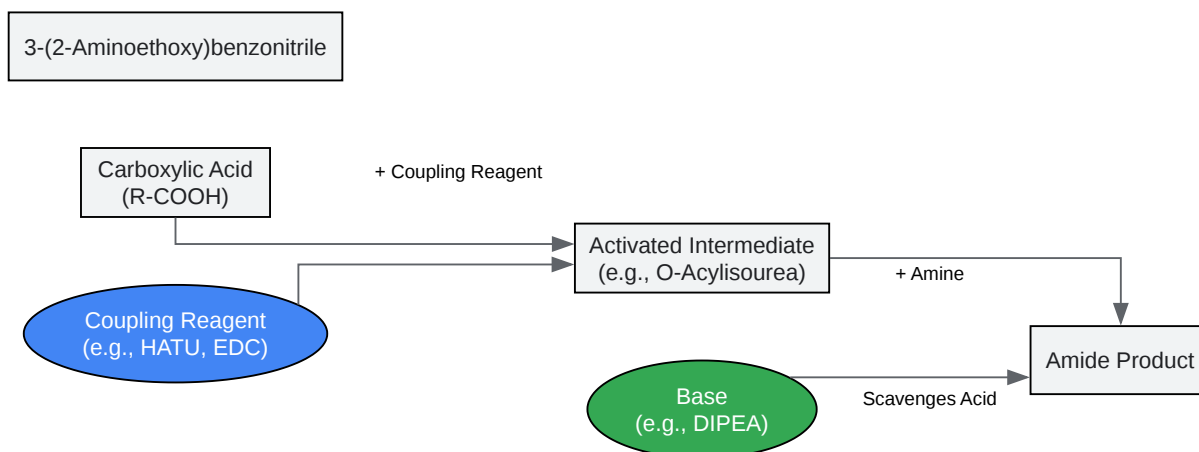 3-(2-Aminoethoxy)benzonitrile
Carboxylic Acid
(R-COOH)
+ Coupling Reagent
Activated Intermediate
(e.g., O-Acylisourea)
+ Amine
Coupling Reagent
(e.g., HATU, EDC)
Amide Product
Base
(e.g., DIPEA)
Scavenges Acid